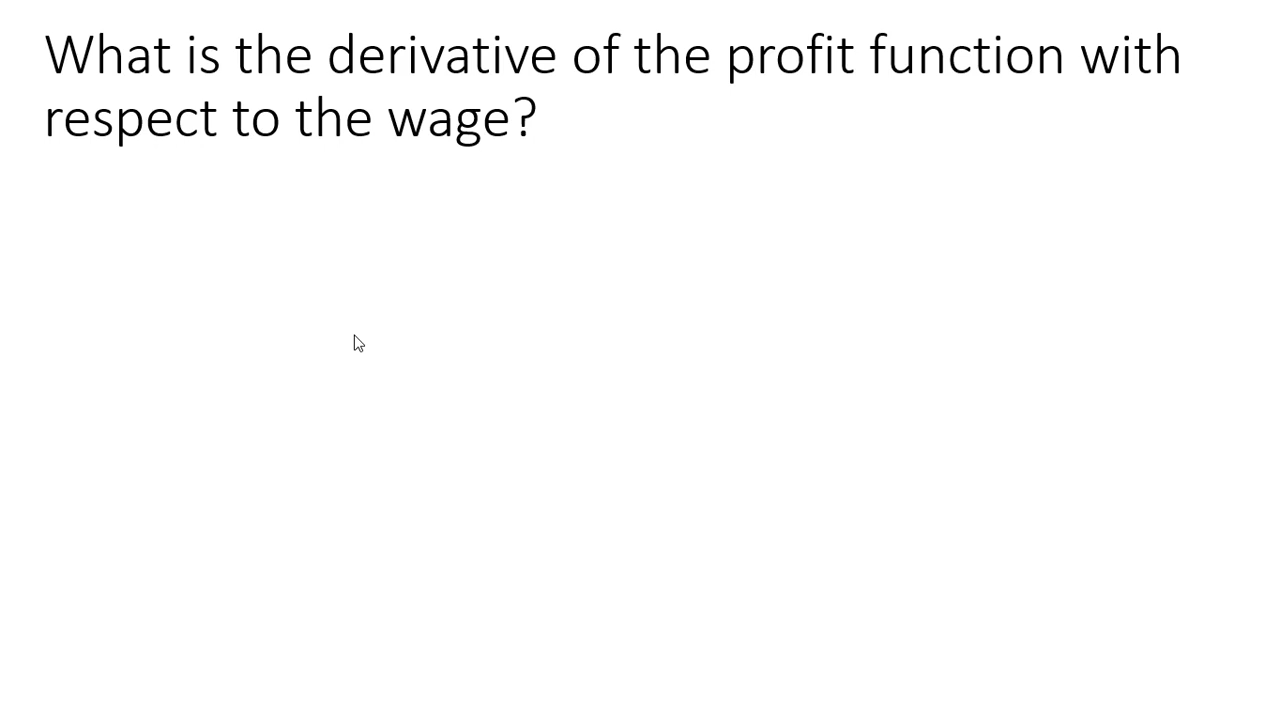 What is the derivative of the profit function with
respect to the wage?